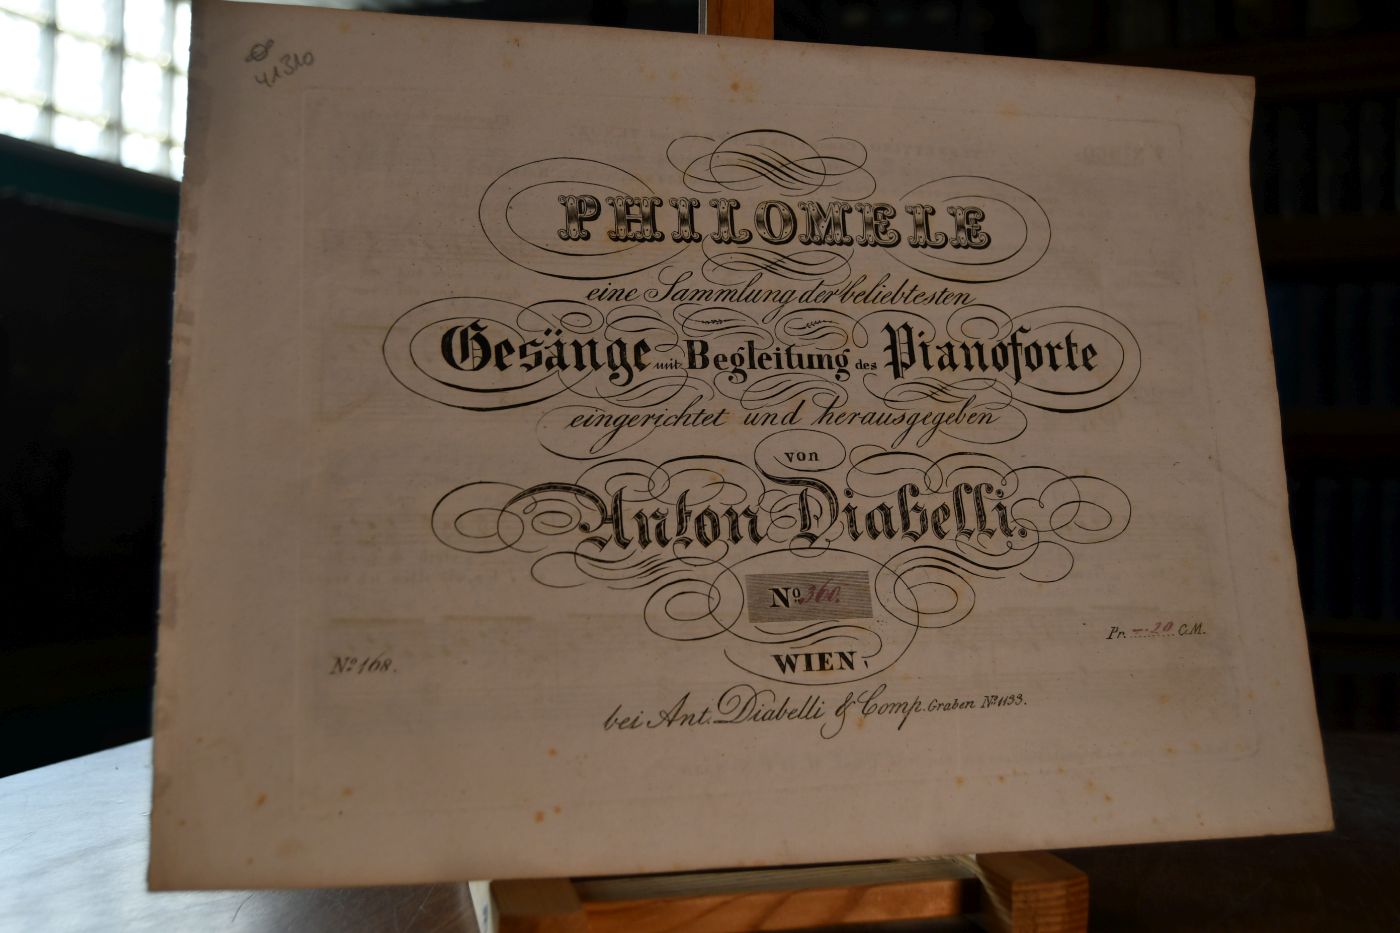 41310
PHILOMELE
eine Sammlung der beliebtesten
Gesänge mit Begleitung des Pianoforte
eingerichtet und herausgegeben
von
Anton Diabelli.
No. 360.
Pr. -.20 C.M.
No 168.
WIEN,
bei Ant. Diabelli & Comp. Graben No. 1133.